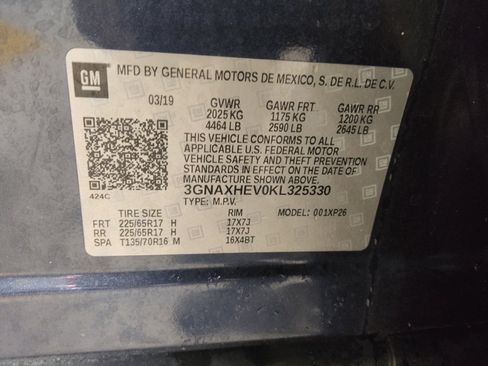 GM
MFD BY GENERAL MOTORS DE MEXICO, S. DE R.L. DE C.V.
03/19 GVWR GAWR FRT GAWR RR
2025 KG 1175 KG 1200 KG
4464 LB 2590 LB 2645 LB
THIS VEHICLE CONFORMS TO ALL
APPLICABLE U.S. FEDERAL MOTOR
VEHICLE SAFETY AND THEFT PREVENTION
STANDARDS IN EFFECT ON THE DATE OF
MANUFACTURE SHOWN ABOVE.
3GNAXHEV0KL325330
424C TYPE: M.P.V.
TIRE SIZE RIM MODEL: 001XP26
FRT 225/65R17 H 17X7J
RR 225/65R17 H 17X7J
SPA T135/70R16 M 16X4BT